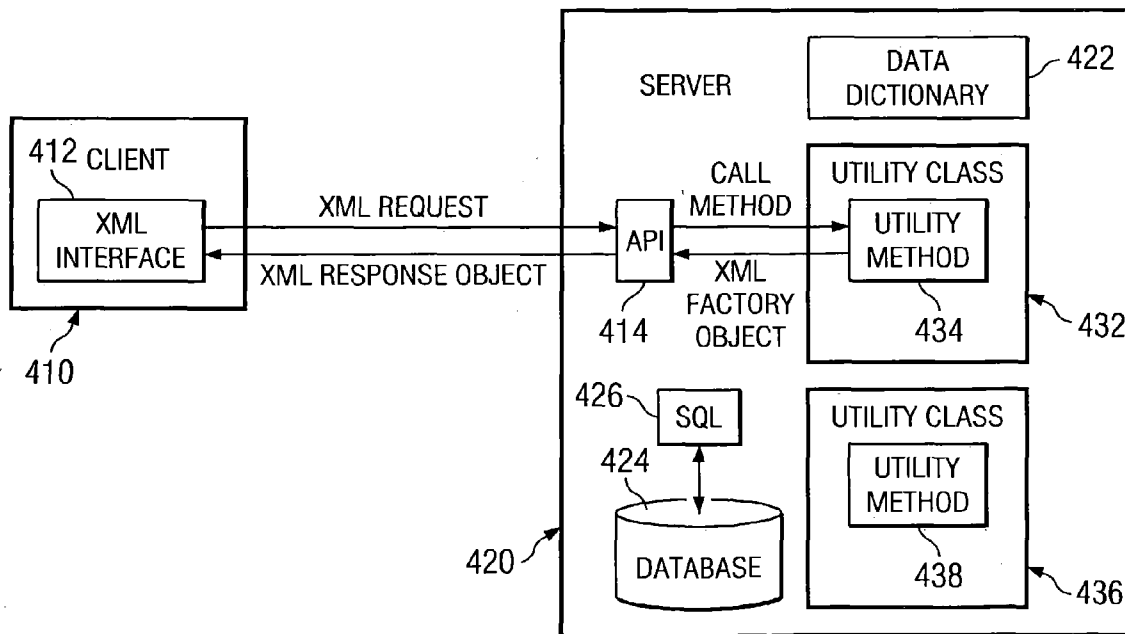 SERVER
DATA
DICTIONARY
422
412
CLIENT
XML
INTERFACE
410
XML REQUEST
XML RESPONSE OBJECT
API
414
CALL
METHOD
XML
FACTORY
OBJECT
UTILITY CLASS
UTILITY
METHOD
434
432
426
SQL
424
DATABASE
420
UTILITY CLASS
UTILITY
METHOD
438
436